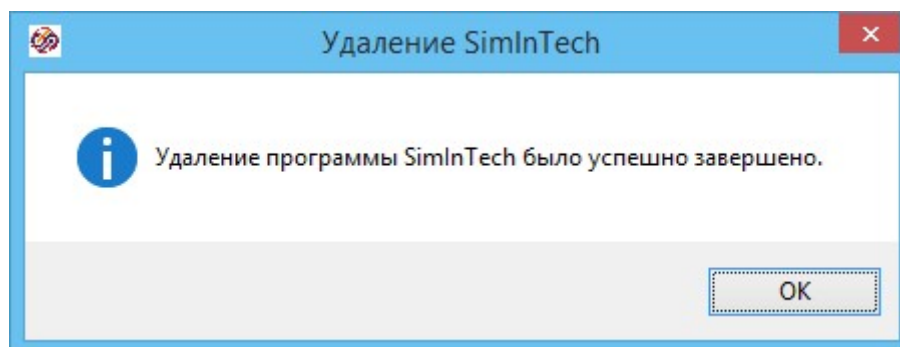 Удаление SimInTech
Удаление программы SimInTech было успешно завершено.
OK